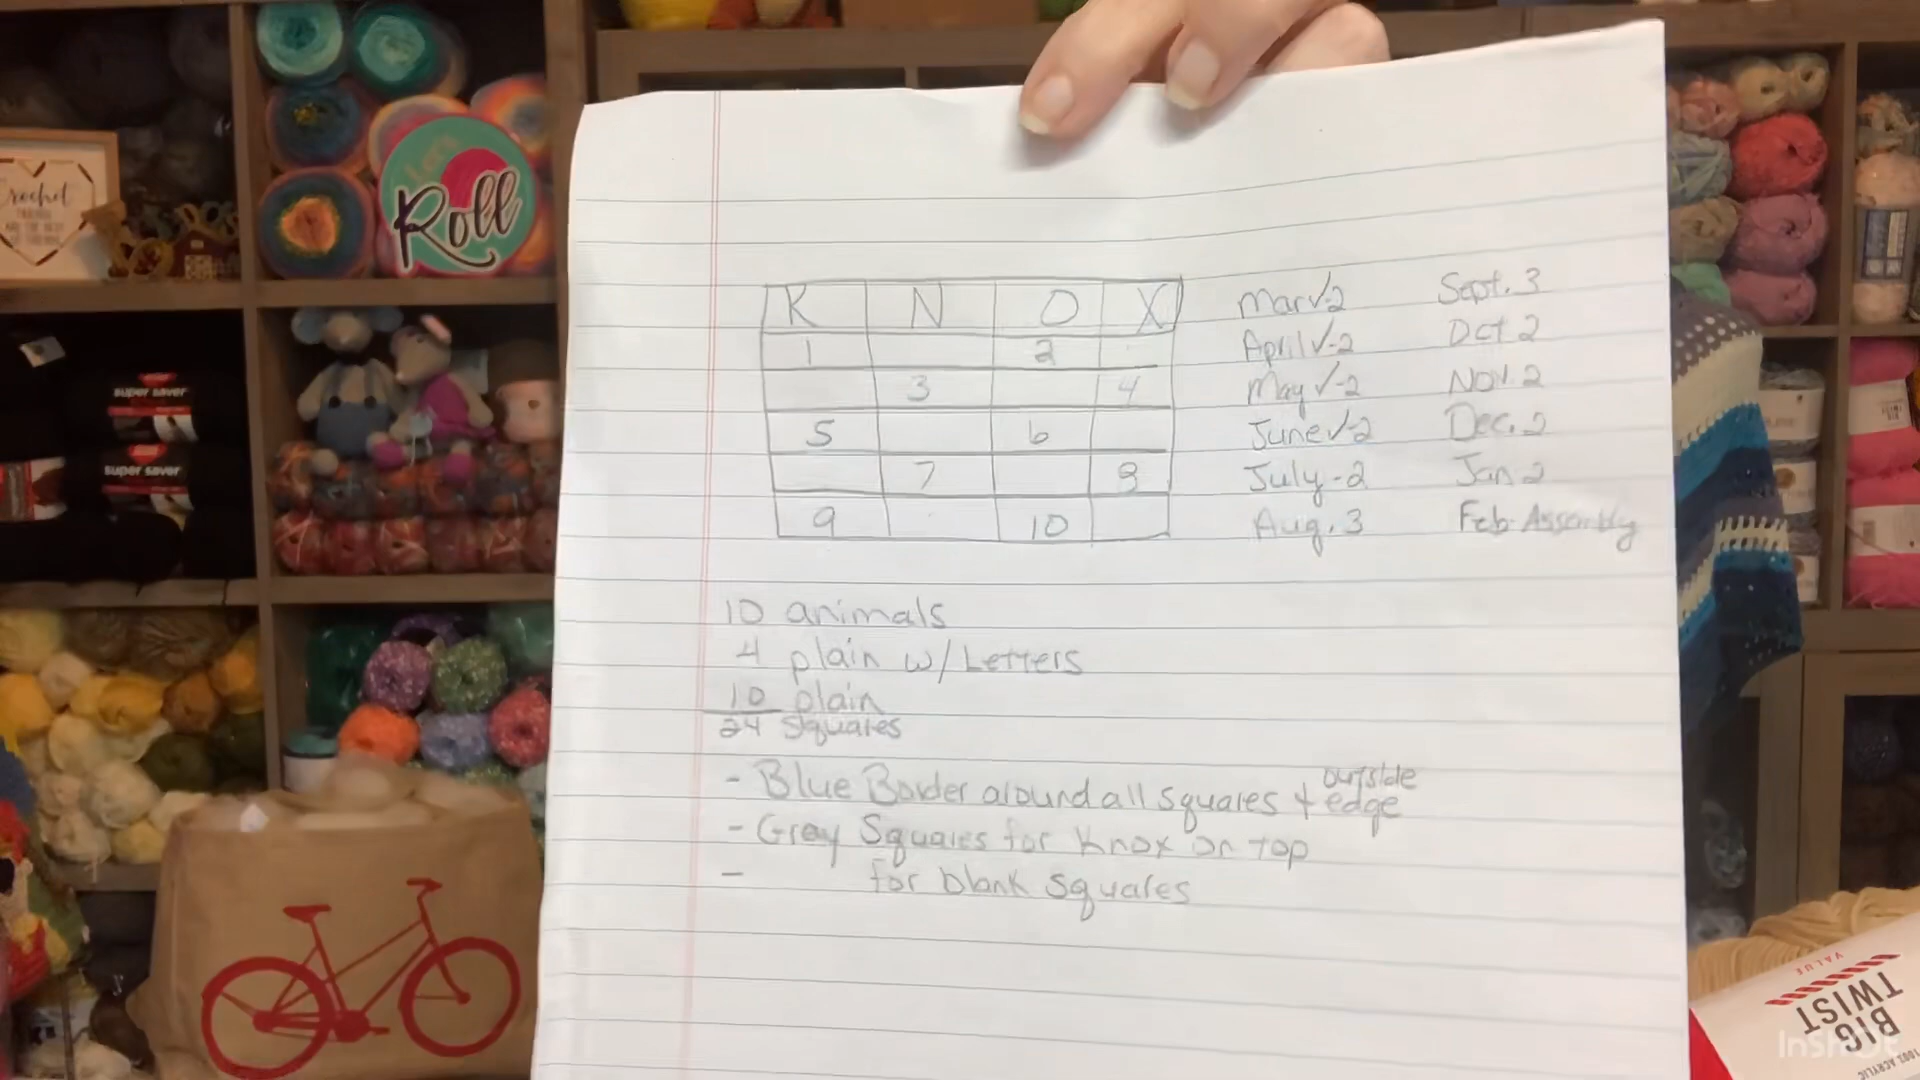 Crochet
Roll
super saver
super saver
K N O X
1 2
3 4
5 6
7 8
9 10
Mar✓-2
April✓-2
May✓-2
June✓-2
July-2
Aug. 3
Sept. 3
Oct 2
Nov. 2
Dec. 2
Jan 2
Feb-Assembly
10 animals
4 plain w/ Letters
10 plain
24 squares
- Blue Border around all squares + outside edge
- Grey Squares for Knox on top
- for blank squares
VALUE
BIG
TWIST
100% ACRYLIC
InShot